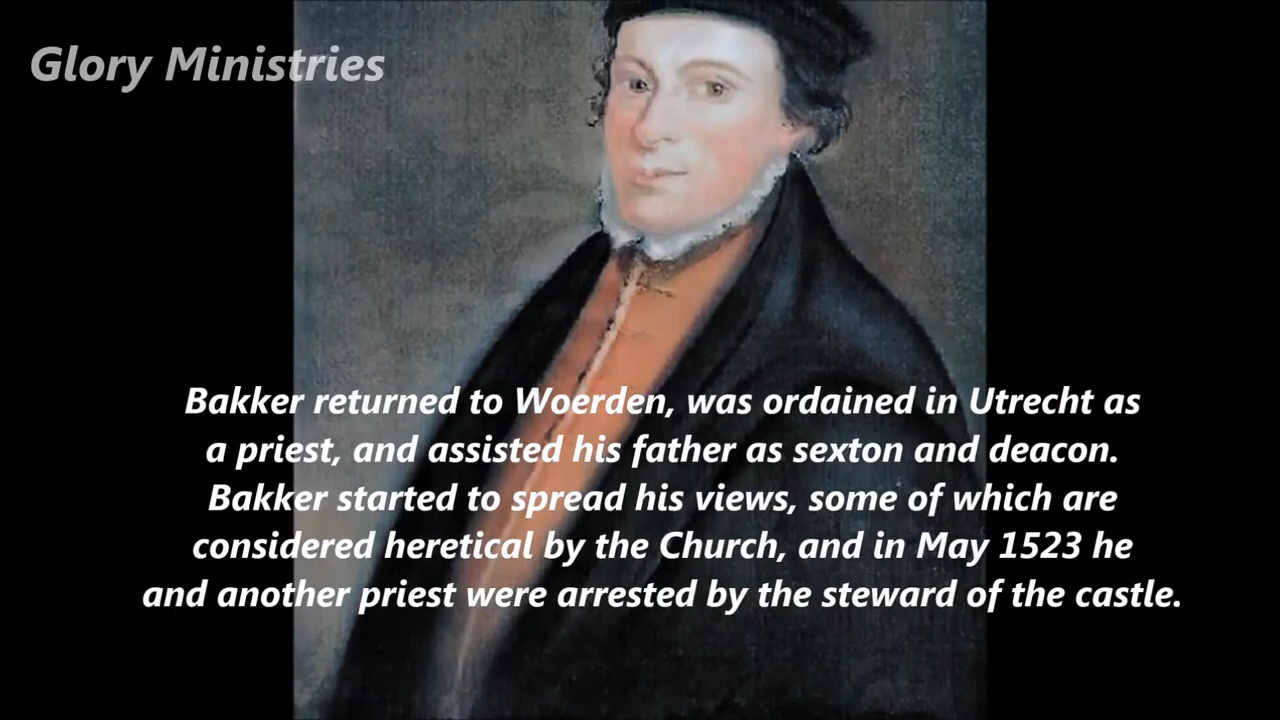 Glory Ministries
Bakker returned to Woerden, was ordained in Utrecht as
a priest, and assisted his father as sexton and deacon.
Bakker started to spread his views, some of which are
considered heretical by the Church, and in May 1523 he
and another priest were arrested by the steward of the castle.